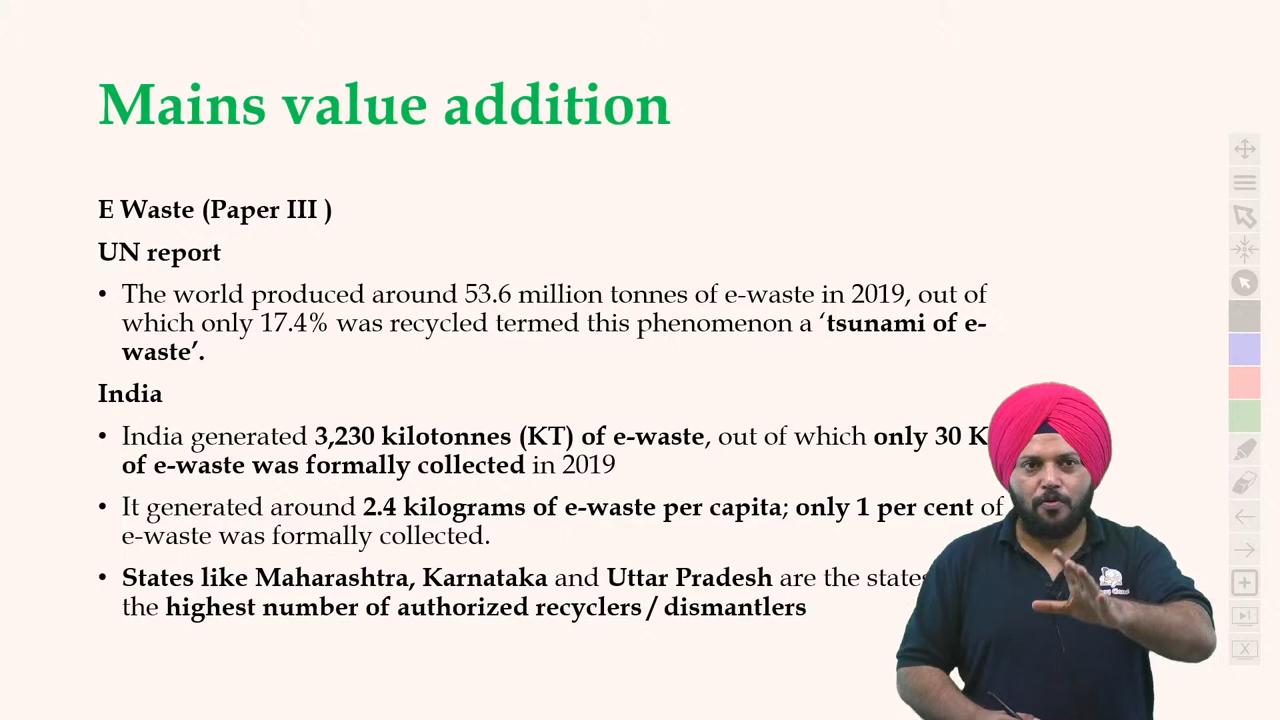 Mains value addition
E Waste (Paper III )
UN report
• The world produced around 53.6 million tonnes of e-waste in 2019, out of
which only 17.4% was recycled termed this phenomenon a ‘tsunami of e-
waste’.
India
• India generated 3,230 kilotonnes (KT) of e-waste, out of which only 30
of e-waste was formally collected in 2019
• It generated around 2.4 kilograms of e-waste per capita; only 1 per cent of
e-waste was formally collected.
• States like Maharashtra, Karnataka and Uttar Pradesh are the states
the highest number of authorized recyclers / dismantlers